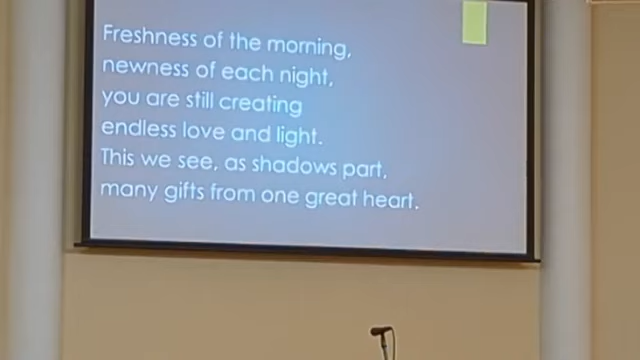 Freshness of the morning,
newness of each night,
you are still creating
endless love and light.
This we see, as shadows part,
many gifts from one great heart.